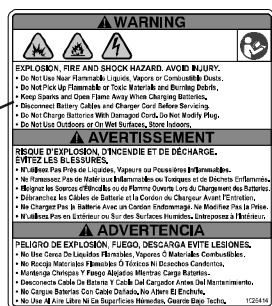 WARNING
EXPLOSION, FIRE AND SHOCK HAZARD. AVOID INJURY.
• Do Not Use Near Flammable Liquids, Vapors or Combustible Dusts.
• Do Not Pick Up Flammable or Toxic Materials and Burning Debris.
• Keep Sparks and Open Flame Away When Charging Batteries.
• Disconnect Battery Cables and Charger Cord Before Servicing.
• Do Not Charge Batteries With Damaged Cord. Do Not Modify Plug.
• Do Not Use Outdoors or On Wet Surfaces, Store Indoors.
AVERTISSEMENT
RISQUE D'EXPLOSION, D'INCENDIE ET DE DÉCHARGE.
ÉVITEZ LES BLESSURES.
• N'utilisez Pas Près de Liquides, Vapeurs ou Poussières Inflammables.
• Ne Ramassez Pas de Matériaux Inflammables ou Toxiques et de Déchets Enflammés.
• Eloignez les Sources d'Étincelles ou de Flamme Ouverte Lors du Chargement des Batteries.
• Débranchez les Câbles de Batterie et la Cordon du Chargeur Avant l'Entretien.
• Ne Chargez Pas la Batterie Avec un Cordon Endommagé. Ne Modifiez Pas la Prise.
• N'utilisez Pas en Extérieur ou Sur des Surfaces Humides. Entreposez à l'Intérieur.
ADVERTENCIA
PELIGRO DE EXPLOSIÓN, FUEGO, DESCARGA EVITE LESIONES.
• No Use Cerca De Líquidos Flamables, Vapores Ó Materiales Combustibles.
• No Recoja Materiales Flamables Ó Tóxicos Ni Desechos Candentes.
• Mantenga Chrispas Y Fuego Alejados Mientras Carga Baterías.
• Desconecte Cable De Batería Y Cable Del Cargador Antes Del Mantenimiento.
• No Cargue Baterías Con Cable Dañado, No Altere El Enchufe.
• No Use Al Aire Libre Ni En Superficies Húmedas, Guarde Bajo Techo.